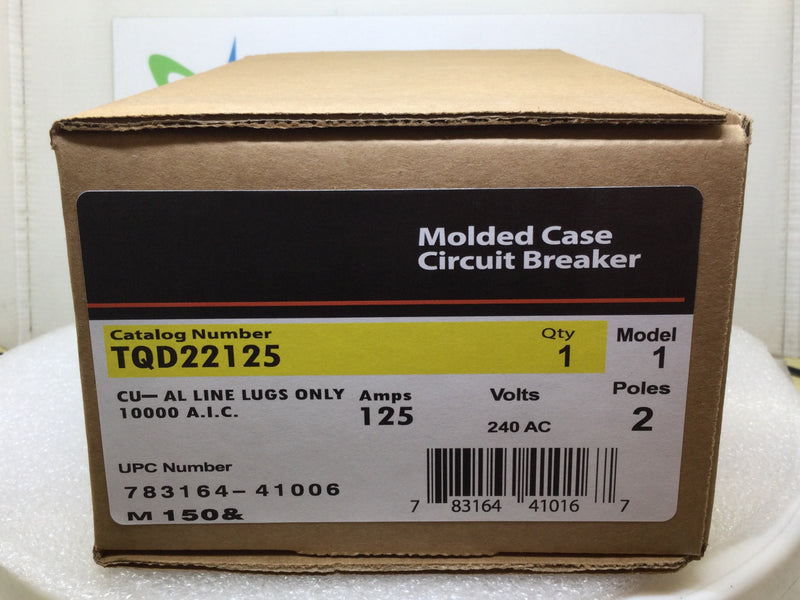 Molded Case
Circuit Breaker
Catalog Number Qty Model
TQD22125 1 1
CU— AL LINE LUGS ONLY Amps Volts Poles
10000 A.I.C. 125 240 AC 2
UPC Number
783164-41006
M 150&
7 83164 41016 7